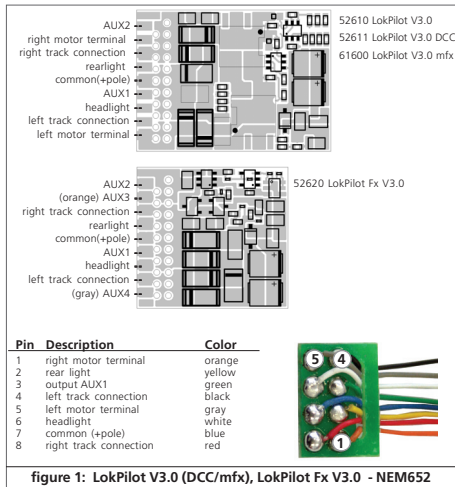 AUX2
right motor terminal
right track connection
rearlight
common(+pole)
AUX1
headlight
left track connection
left motor terminal
52610 LokPilot V3.0
52611 LokPilot V3.0 DCC
61600 LokPilot V3.0 mfx
AUX2
(orange) AUX3
right track connection
rearlight
common(+pole)
AUX1
headlight
left track connection
(gray) AUX4
52620 LokPilot Fx V3.0
Pin Description Color
1 right motor terminal orange
2 rear light yellow
3 output AUX1 green
4 left track connection black
5 left motor terminal gray
6 headlight white
7 common (+pole) blue
8 right track connection red
5 4
1
figure 1: LokPilot V3.0 (DCC/mfx), LokPilot Fx V3.0 - NEM652